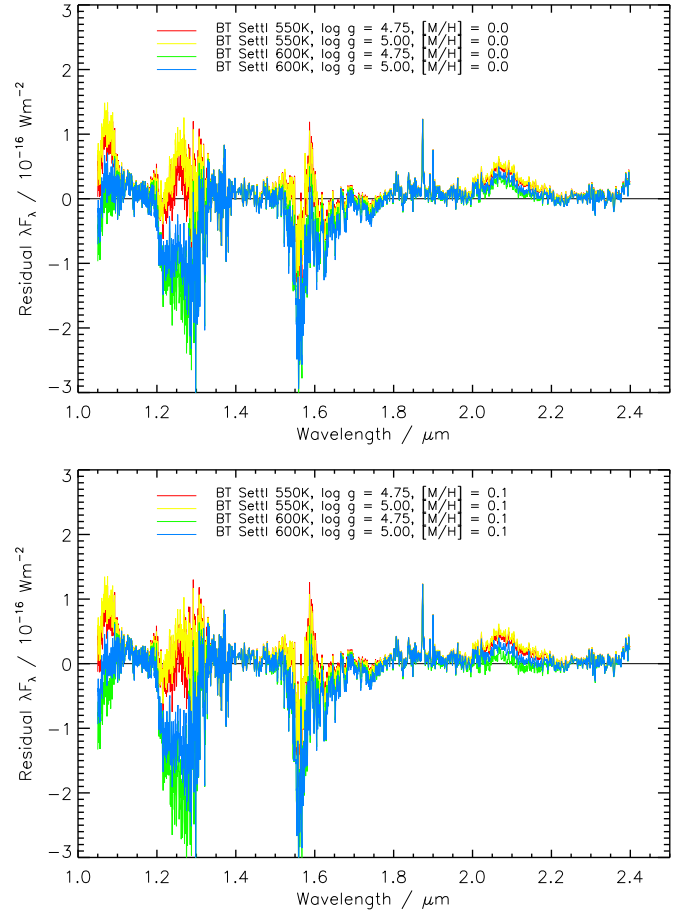 BT Settl 550K, log g = 4.75, [M/H] = 0.0
BT Settl 550K, log g = 5.00, [M/H] = 0.0
BT Settl 600K, log g = 4.75, [M/H] = 0.0
BT Settl 600K, log g = 5.00, [M/H] = 0.0
3
2
1
0
-1
-2
-3
Residual λFλ / 10⁻¹⁶ Wm⁻²
1.0 1.2 1.4 1.6 1.8 2.0 2.2 2.4
Wavelength / μm
BT Settl 550K, log g = 4.75, [M/H] = 0.1
BT Settl 550K, log g = 5.00, [M/H] = 0.1
BT Settl 600K, log g = 4.75, [M/H] = 0.1
BT Settl 600K, log g = 5.00, [M/H] = 0.1
3
2
1
0
-1
-2
-3
Residual λFλ / 10⁻¹⁶ Wm⁻²
1.0 1.2 1.4 1.6 1.8 2.0 2.2 2.4
Wavelength / μm